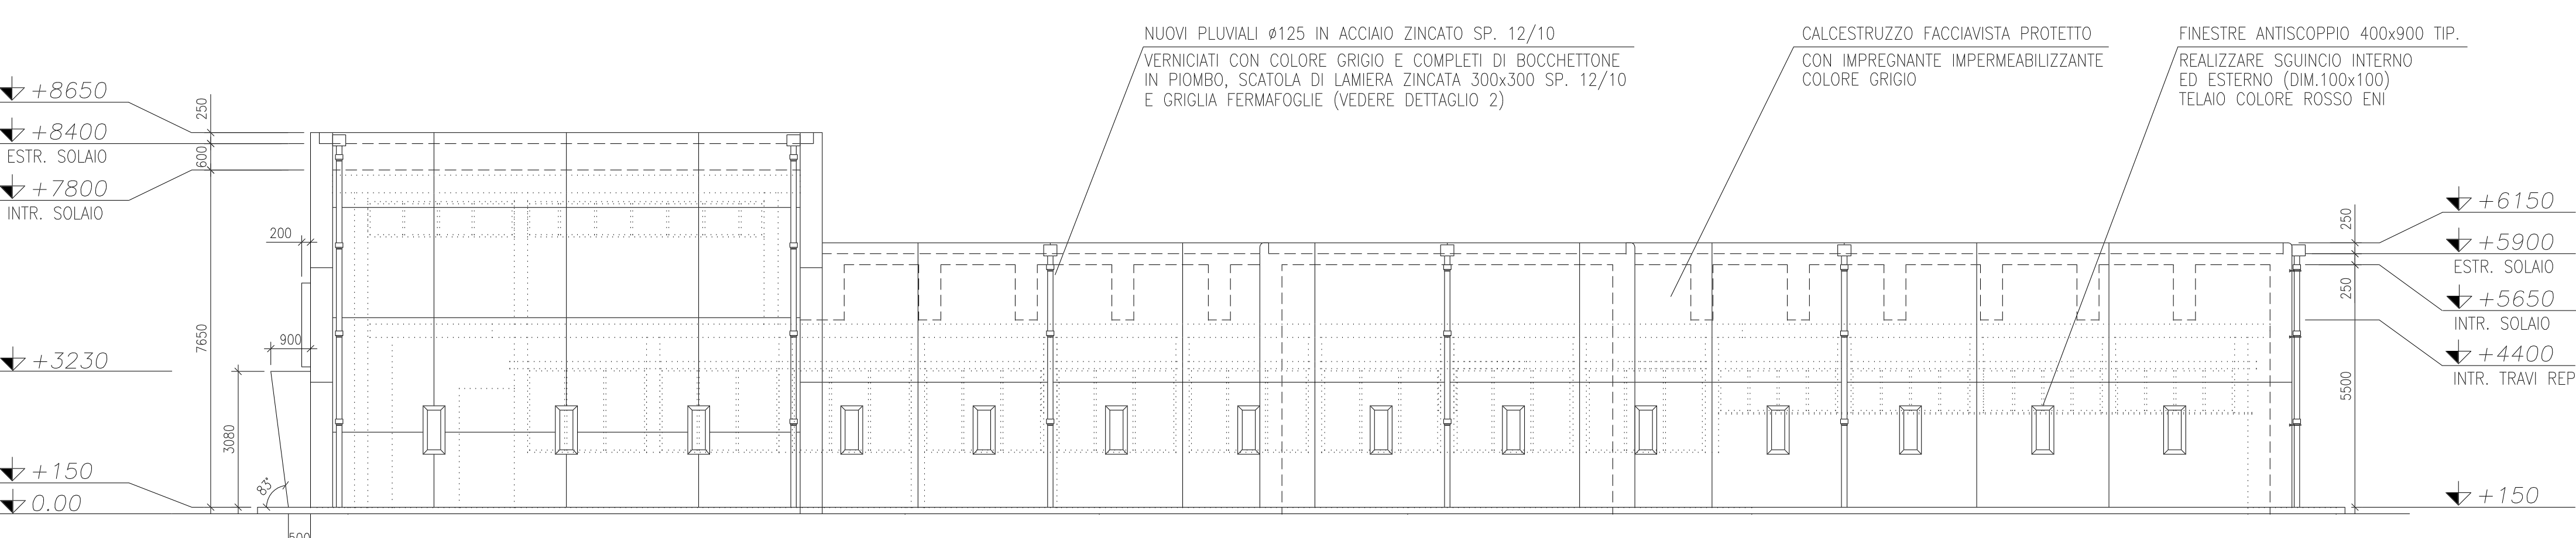 NUOVI PLUVIALI ø125 IN ACCIAIO ZINCATO SP. 12/10
VERNICIATI CON COLORE GRIGIO E COMPLETI DI BOCCHETTONE
IN PIOMBO, SCATOLA DI LAMIERA ZINCATA 300x300 SP. 12/10
E GRIGLIA FERMAFOGLIE (VEDERE DETTAGLIO 2)
CALCESTRUZZO FACCIAVISTA PROTETTO
CON IMPREGNANTE IMPERMEABILIZZANTE
COLORE GRIGIO
FINESTRE ANTISCOPPIO 400x900 TIP.
REALIZZARE SGUINCIO INTERNO
ED ESTERNO (DIM.100x100)
TELAIO COLORE ROSSO ENI
+8650
+8400
ESTR. SOLAIO
+7800
INTR. SOLAIO
+3230
+150
0.00
250
600
7650
200
900
3080
83°
500
+6150
+5900
ESTR. SOLAIO
+5650
INTR. SOLAIO
+4400
INTR. TRAVI REP
+150
250
250
5500